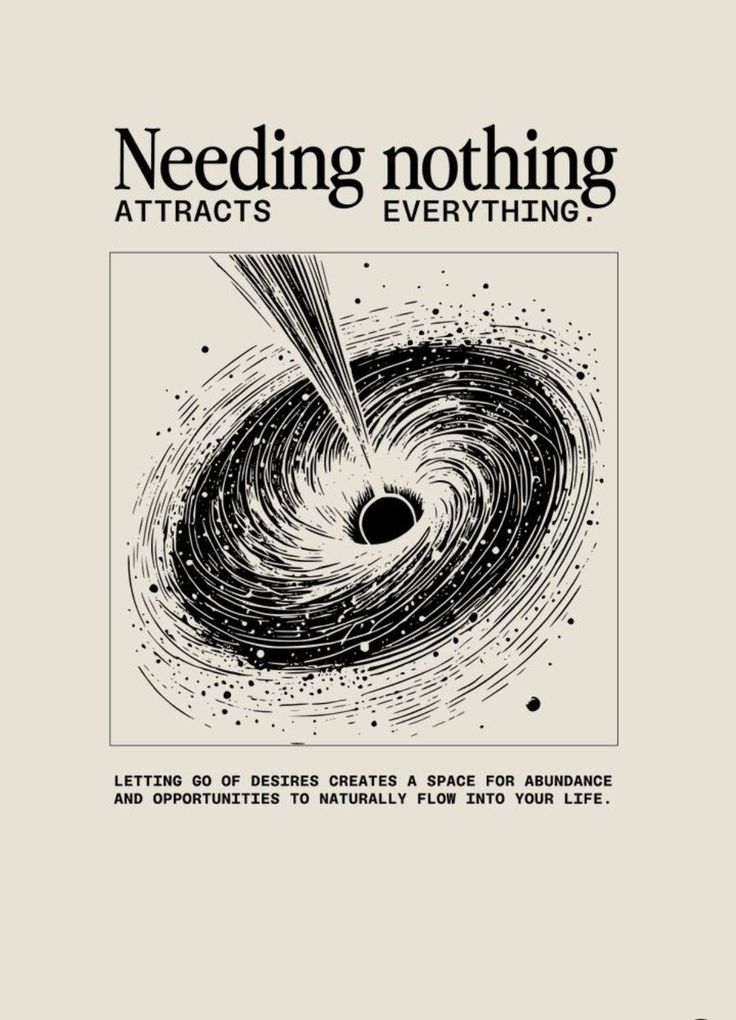 Needing nothing
ATTRACTS EVERYTHING.
LETTING GO OF DESIRES CREATES A SPACE FOR ABUNDANCE
AND OPPORTUNITIES TO NATURALLY FLOW INTO YOUR LIFE.